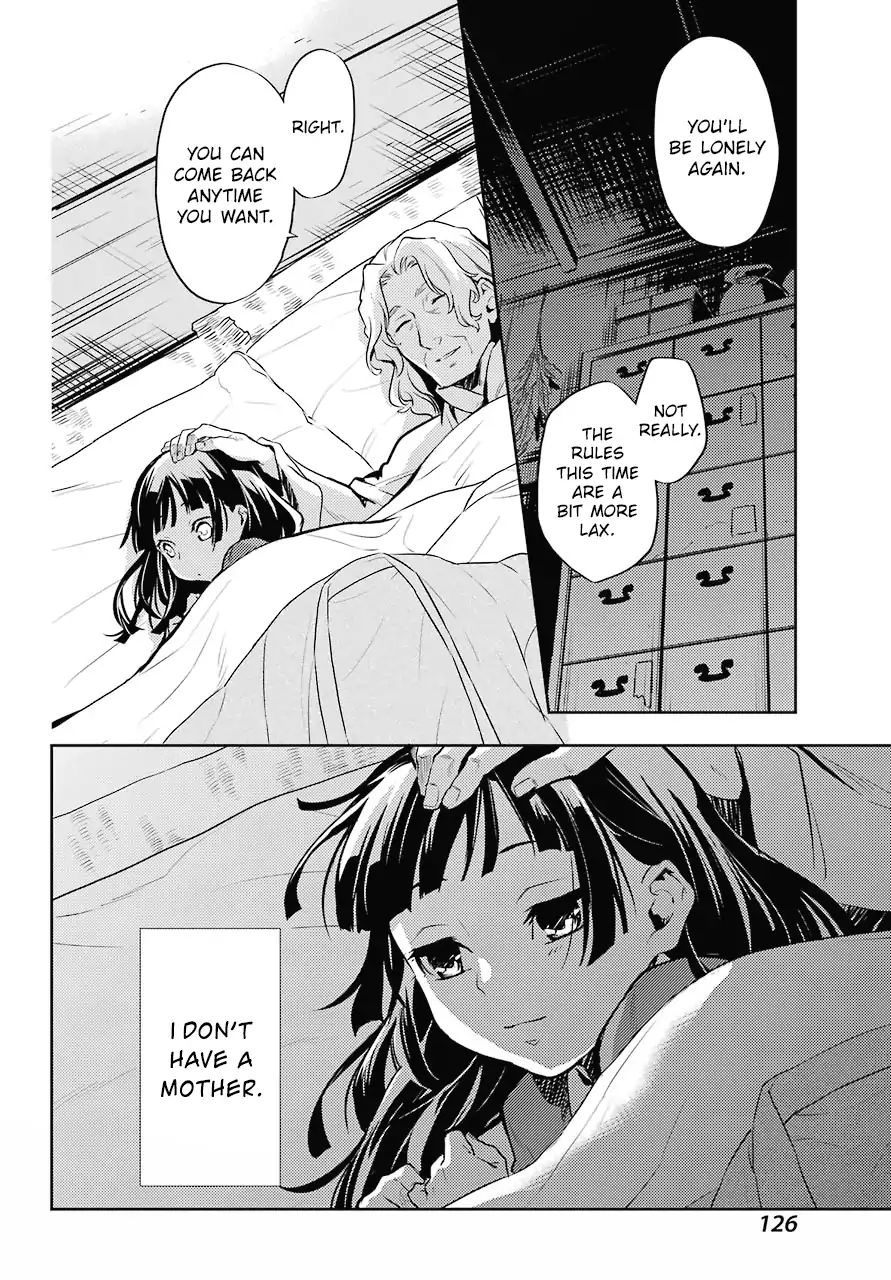 YOU'LL
BE LONELY
AGAIN.
NOT
REALLY.
THE
RULES
THIS TIME
ARE A
BIT MORE
LAX.
RIGHT.
YOU CAN
COME BACK
ANYTIME
YOU WANT.
I DON'T
HAVE A
MOTHER.
126